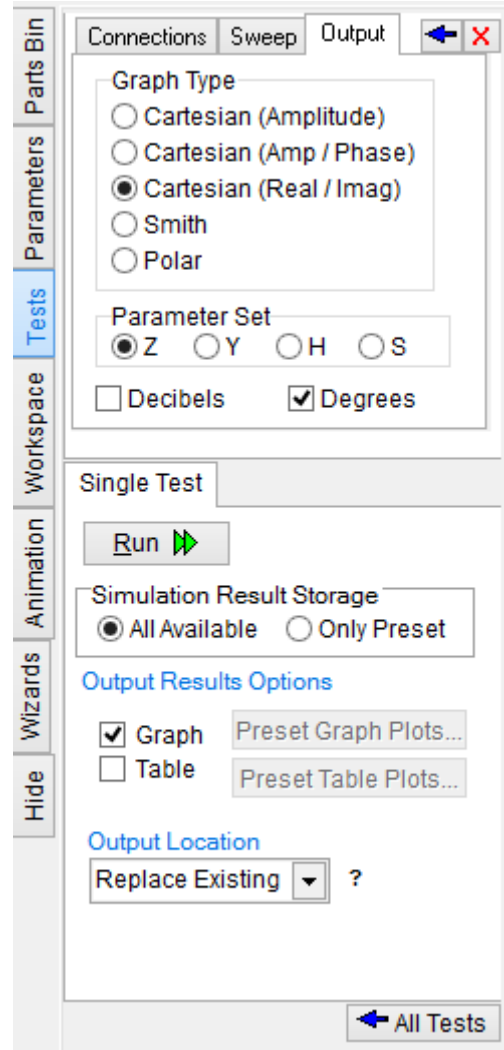 Parts Bin
Parameters
Tests
Workspace
Animation
Wizards
Hide
Connections Sweep Output
Graph Type
Cartesian (Amplitude)
Cartesian (Amp / Phase)
Cartesian (Real / Imag)
Smith
Polar
Parameter Set
Z Y H S
Decibels Degrees
Single Test
Run
Simulation Result Storage
All Available Only Preset
Output Results Options
Graph Preset Graph Plots...
Table Preset Table Plots...
Output Location
Replace Existing ?
All Tests